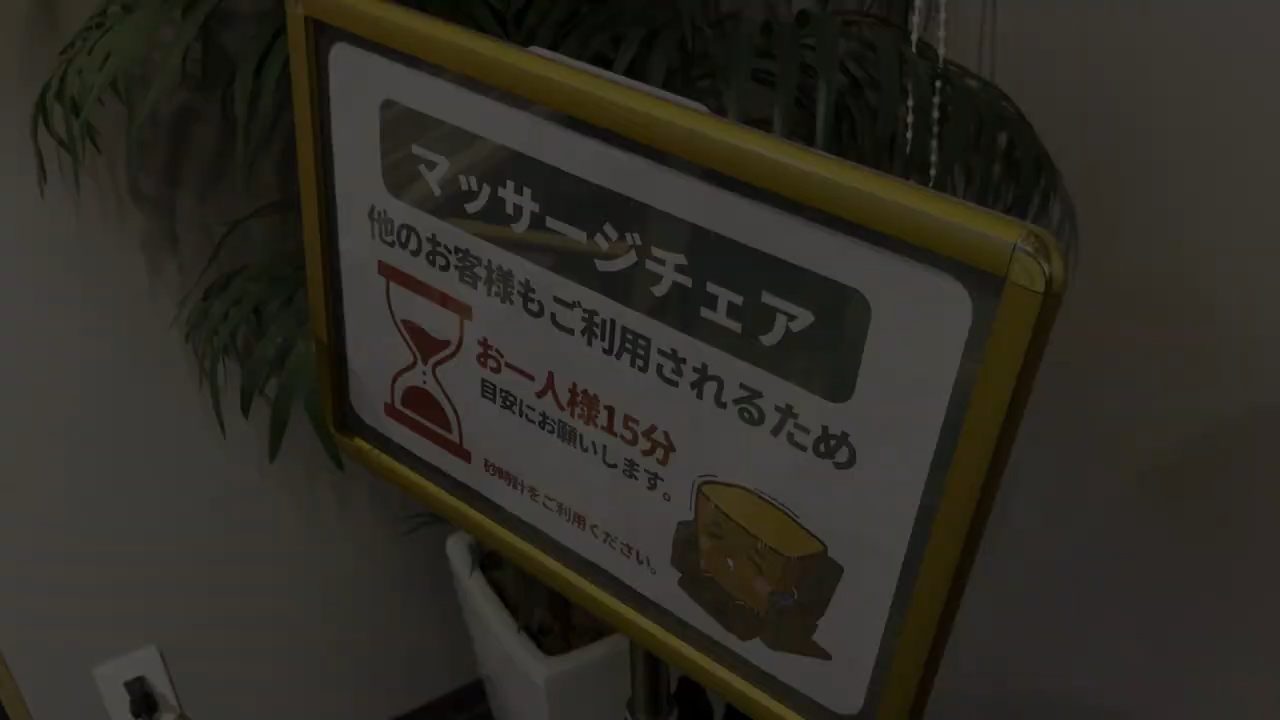 マッサージチェア
他のお客様もご利用されるため
お一人様15分
目安にお願いします。
砂時計をご利用ください。